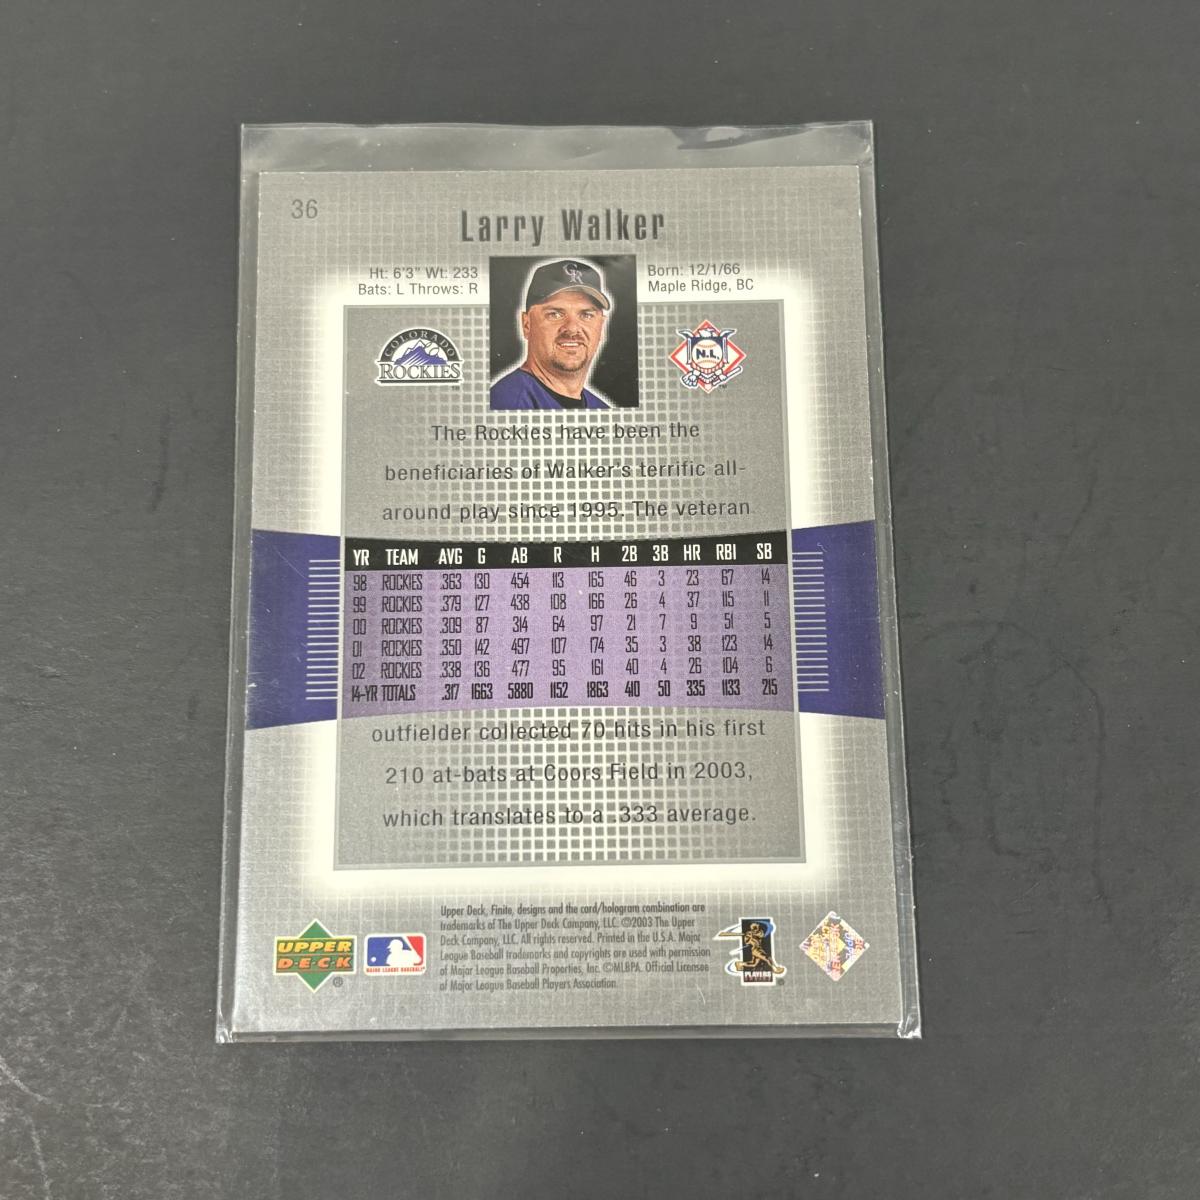 36
Larry Walker
Ht: 6'3" Wt: 233
Bats: L Throws: R
Born: 12/1/66
Maple Ridge, BC
CR
COLORADO
ROCKIES
N.L.
The Rockies have been the
beneficiaries of Walker's terrific all-
around play since 1995. The veteran
YR TEAM AVG G AB R H 2B 3B HR RBI SB
98 ROCKIES .363 130 454 113 165 46 3 23 67 14
99 ROCKIES .379 127 438 108 166 26 4 37 115 11
00 ROCKIES .309 87 314 64 97 21 7 9 51 5
01 ROCKIES .350 142 497 107 174 35 3 38 123 14
02 ROCKIES .338 136 477 95 161 40 4 26 104 6
14-YR TOTALS .317 1663 5880 1152 1863 410 50 335 1133 215
outfielder collected 70 hits in his first
210 at-bats at Coors Field in 2003,
which translates to a .333 average.
Upper Deck, Finite, designs and the card/hologram combination are
trademarks of The Upper Deck Company, LLC. ©2003 The Upper
Deck Company, LLC. All rights reserved. Printed in the U.S.A. Major
League Baseball trademarks and copyrights are used with permission
of Major League Baseball Properties, Inc. ©MLBPA. Official Licensee
of Major League Baseball Players Association.
UPPER
DECK
®
MAJOR LEAGUE BASEBALL
PLAYERS